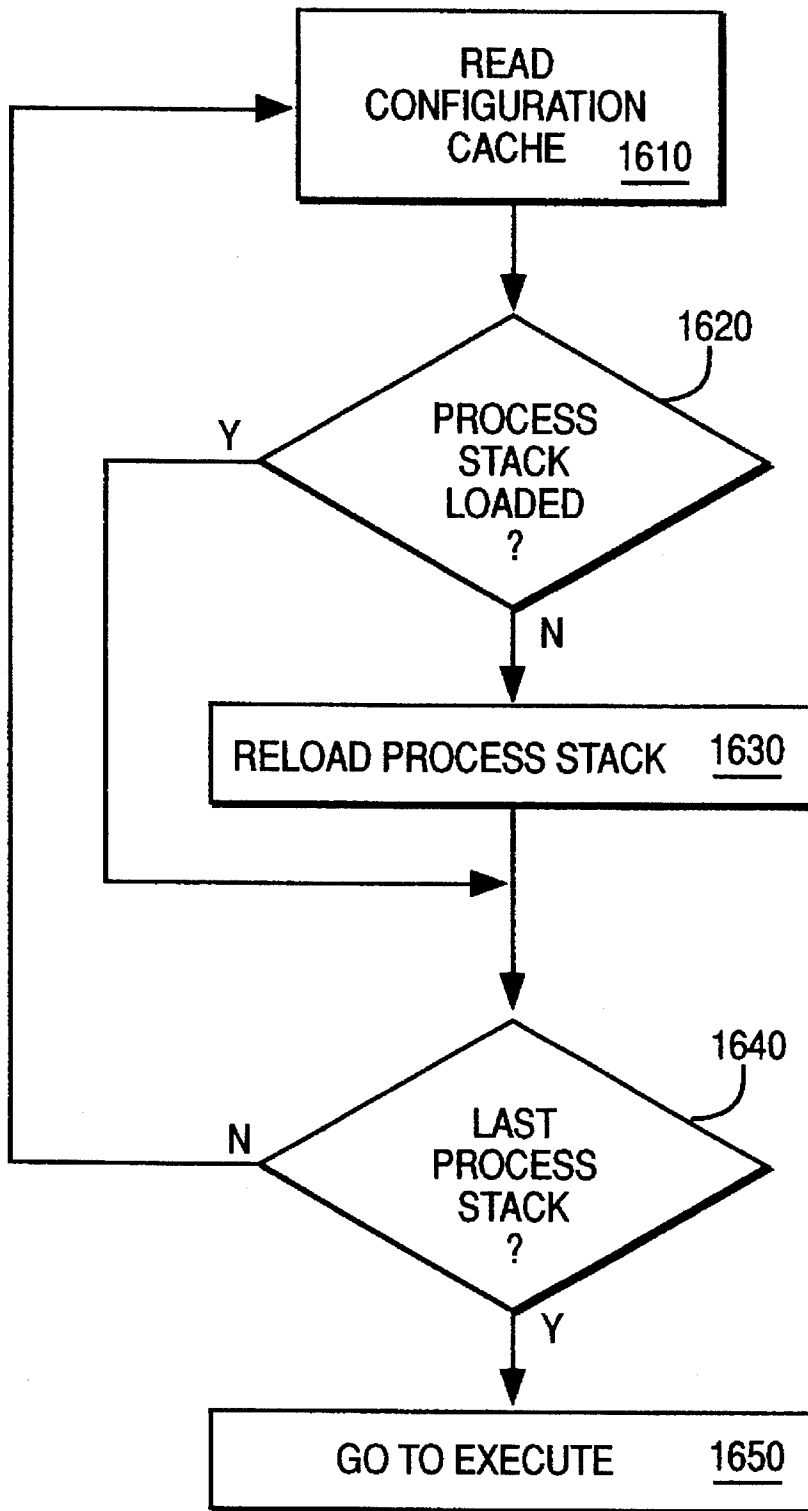 READ
CONFIGURATION
CACHE 1610
1620
PROCESS
STACK
LOADED
?
Y
N
RELOAD PROCESS STACK 1630
1640
LAST
PROCESS
STACK
?
N
Y
GO TO EXECUTE 1650